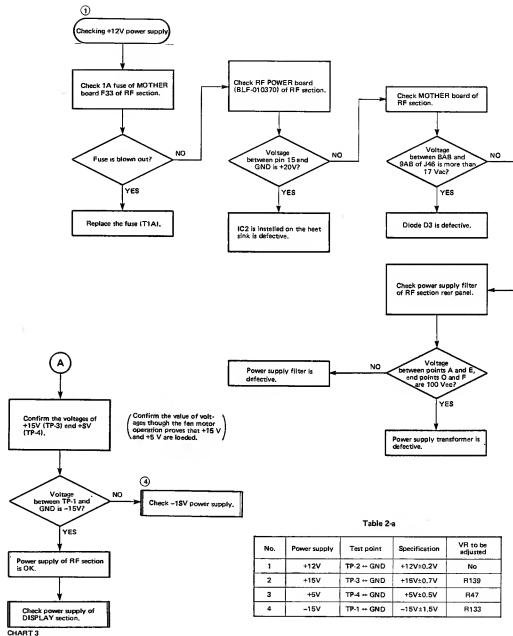 ①
Checking +12V power supply
Check 1A fuse of MOTHER
board F33 of RF section.
Fuse is blown out?
NO
YES
Replace the fuse (T1A).
Check RF POWER board
(BLF-010370) of RF section.
Voltage
between pin 15 end
GND is +20V?
NO
YES
IC2 is installed on the heet
sink is defective.
Check MOTHER board of
RF section.
Voltage
between 8AB and
9AB of J46 is more than
17 Vac?
NO
YES
Diode D3 is defective.
Check power supply filter
of RF section rear panel.
Voltage
between points A and E,
end points O and F
are 100 Vac?
NO
YES
Power supply filter is
defective.
Power supply transformer is
defective.
A
Confirm the voltages of
+15V (TP-3) end +5V
(TP-4).
(Confirm the value of volt-
ages though the fen motor
operation proves that +15 V
and +5 V are loeded.)
Voltage
between TP-1 and
GND is -15V?
NO
④
Check -15V power supply.
YES
Power supply of RF section
is OK.
Check power supply of
DISPLAY section.
CHART 3
Table 2-a
No. Power supply Test point Specification VR to be adjusted
1 +12V TP-2 ↔ GND +12V±0.2V No
2 +15V TP-3 ↔ GND +15V±0.7V R139
3 +5V TP-4 ↔ GND +5V±0.5V R47
4 -15V TP-1 ↔ GND -15V±1.5V R133